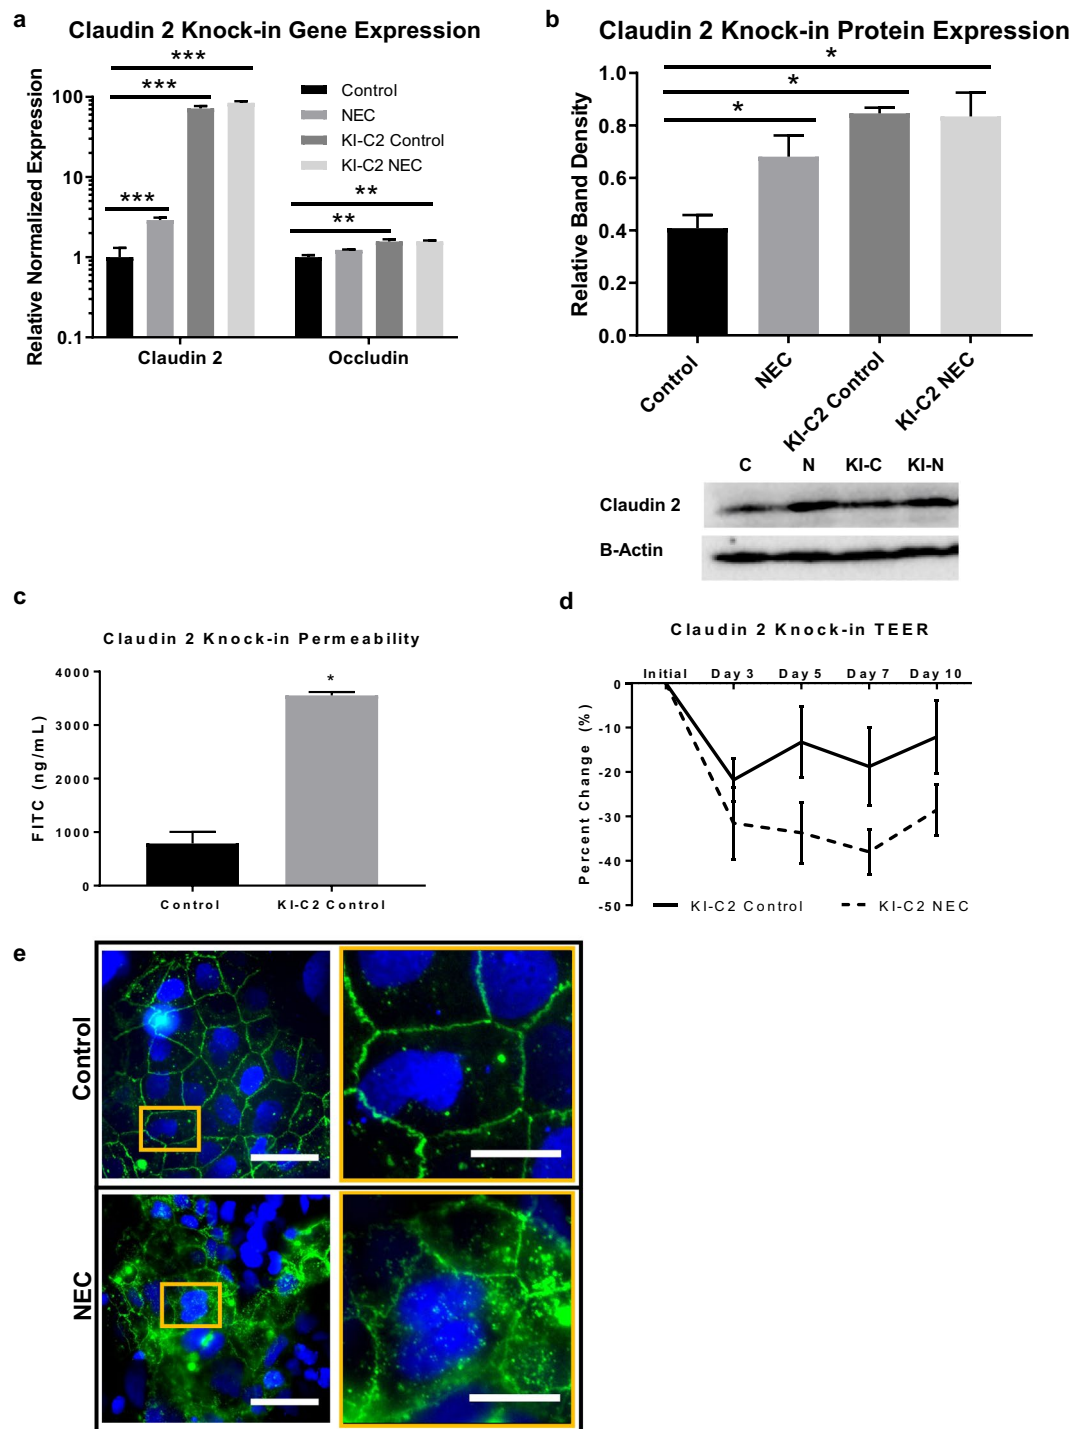 a
Claudin 2 Knock-in Gene Expression
***
***
***
**
**
Relative Normalized Expression
100
10
1
0.1
Control
NEC
KI-C2 Control
KI-C2 NEC
Claudin 2
Occludin
b
Claudin 2 Knock-in Protein Expression
*
*
*
Relative Band Density
1.0
0.8
0.6
0.4
0.2
0.0
Control
NEC
KI-C2 Control
KI-C2 NEC
C N KI-C KI-N
Claudin 2
B-Actin
c
Claudin 2 Knock-in Permeability
FITC (ng/mL)
4000
3000
2000
1000
0
*
Control
KI-C2 Control
d
Claudin 2 Knock-in TEER
Initial Day 3 Day 5 Day 7 Day 10
Percent Change (%)
0
-10
-20
-30
-40
-50
KI-C2 Control
KI-C2 NEC
e
Control
NEC